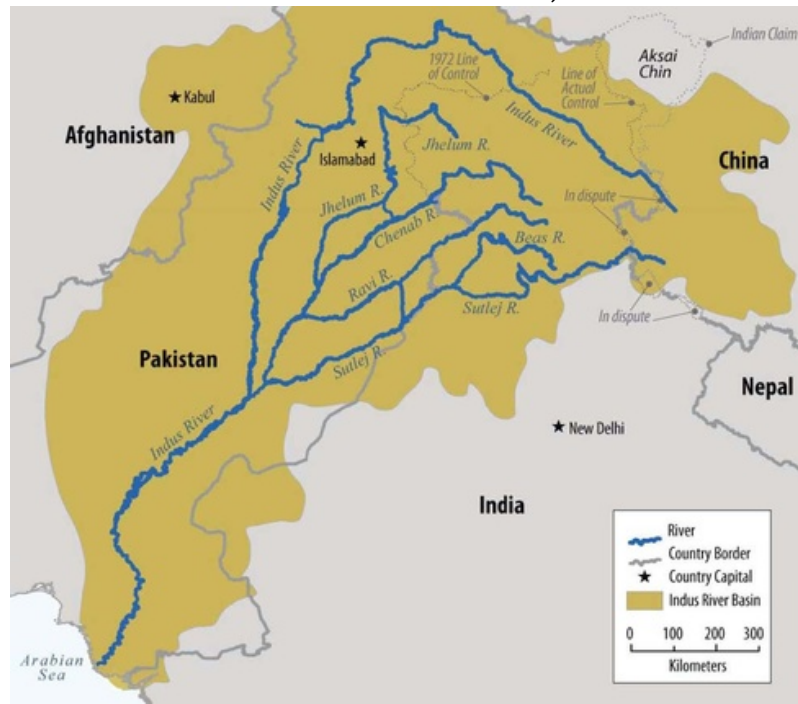 Indian Claim
Aksai
Chin
1972 Line
of Control
Line of
Actual
Control
Kabul
Afghanistan
Islamabad
Indus River
Indus River
Jhelum R.
China
Jhelum R.
In dispute
Chenab R.
Beas R.
Ravi R.
Sutlej R.
In dispute
Pakistan
Sutlej R.
Nepal
Indus River
New Delhi
India
River
Country Border
Country Capital
Indus River Basin
0 100 200 300
Kilometers
Arabian
Sea